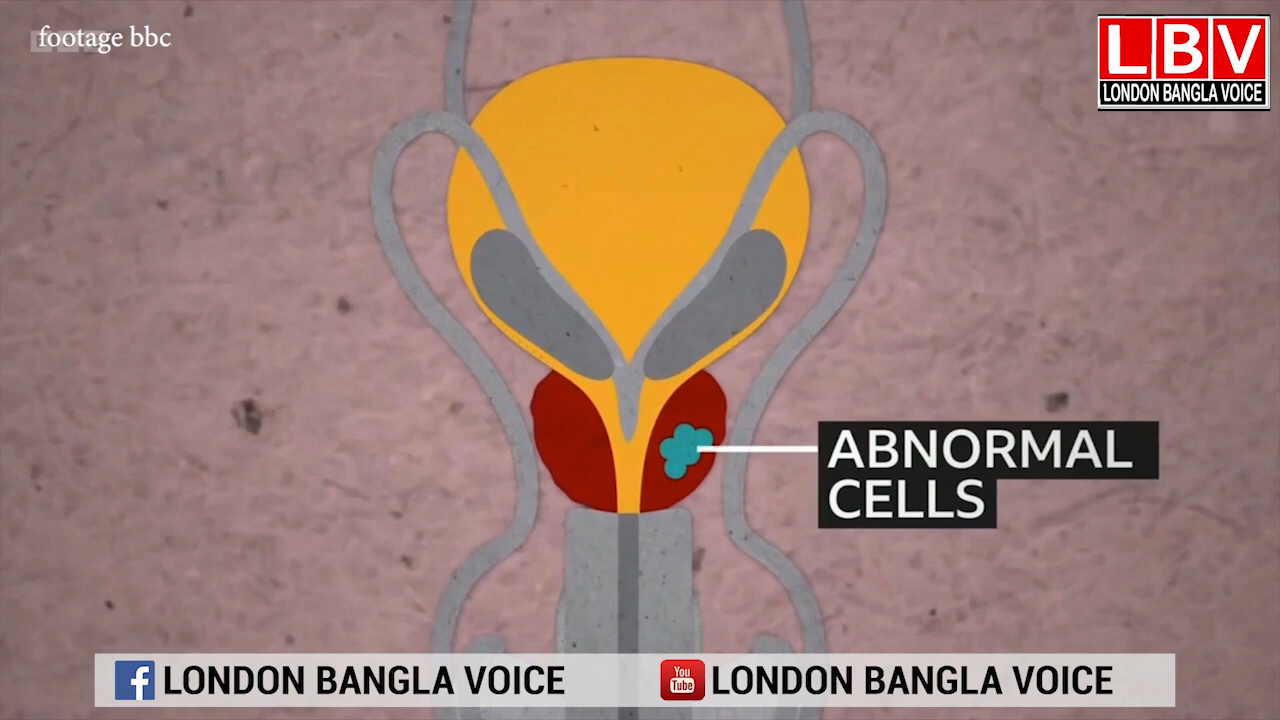 footage bbc
LBV
LONDON BANGLA VOICE
ABNORMAL
CELLS
LONDON BANGLA VOICE
You
Tube
LONDON BANGLA VOICE